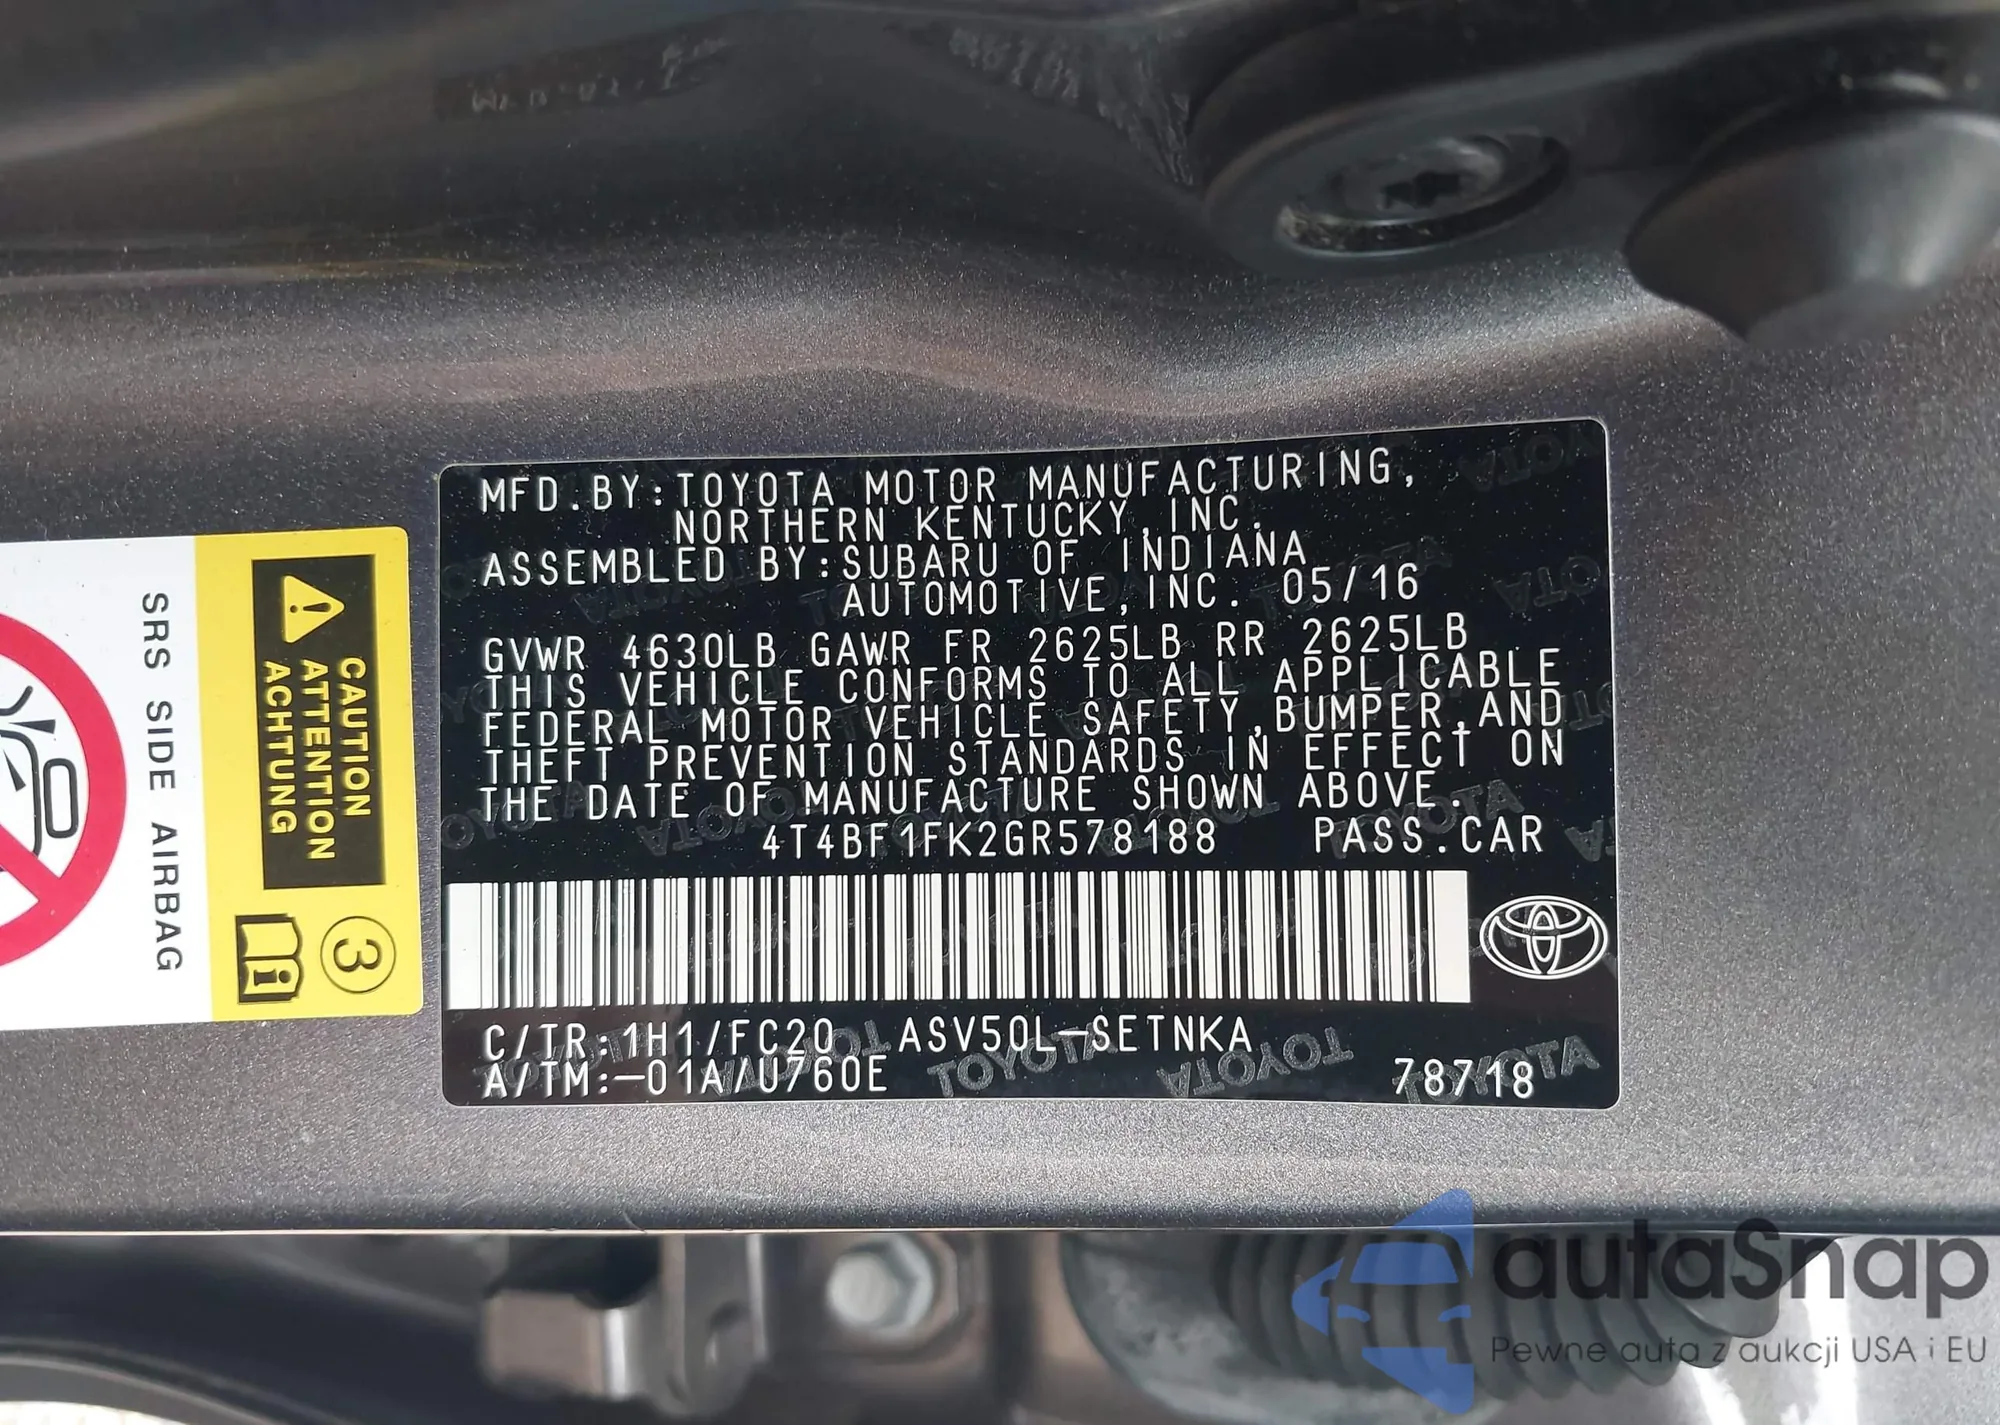 MFD.BY:TOYOTA MOTOR MANUFACTURING,
NORTHERN KENTUCKY,INC.
ASSEMBLED BY:SUBARU OF INDIANA
AUTOMOTIVE,INC. 05/16
GVWR 4630LB GAWR FR 2625LB RR 2625LB
THIS VEHICLE CONFORMS TO ALL APPLICABLE
FEDERAL MOTOR VEHICLE SAFETY,BUMPER,AND
THEFT PREVENTION STANDARDS IN EFFECT ON
THE DATE OF MANUFACTURE SHOWN ABOVE.
4T4BF1FK2GR578188 PASS.CAR
C/TR:1H1/FC20 ASV50L-SETNKA
A/TM:-01A/U760E 78718
CAUTION
ATTENTION
ACHTUNG
3
SRS SIDE AIRBAG
autaSnap
Pewne auta z aukcji USA i EU